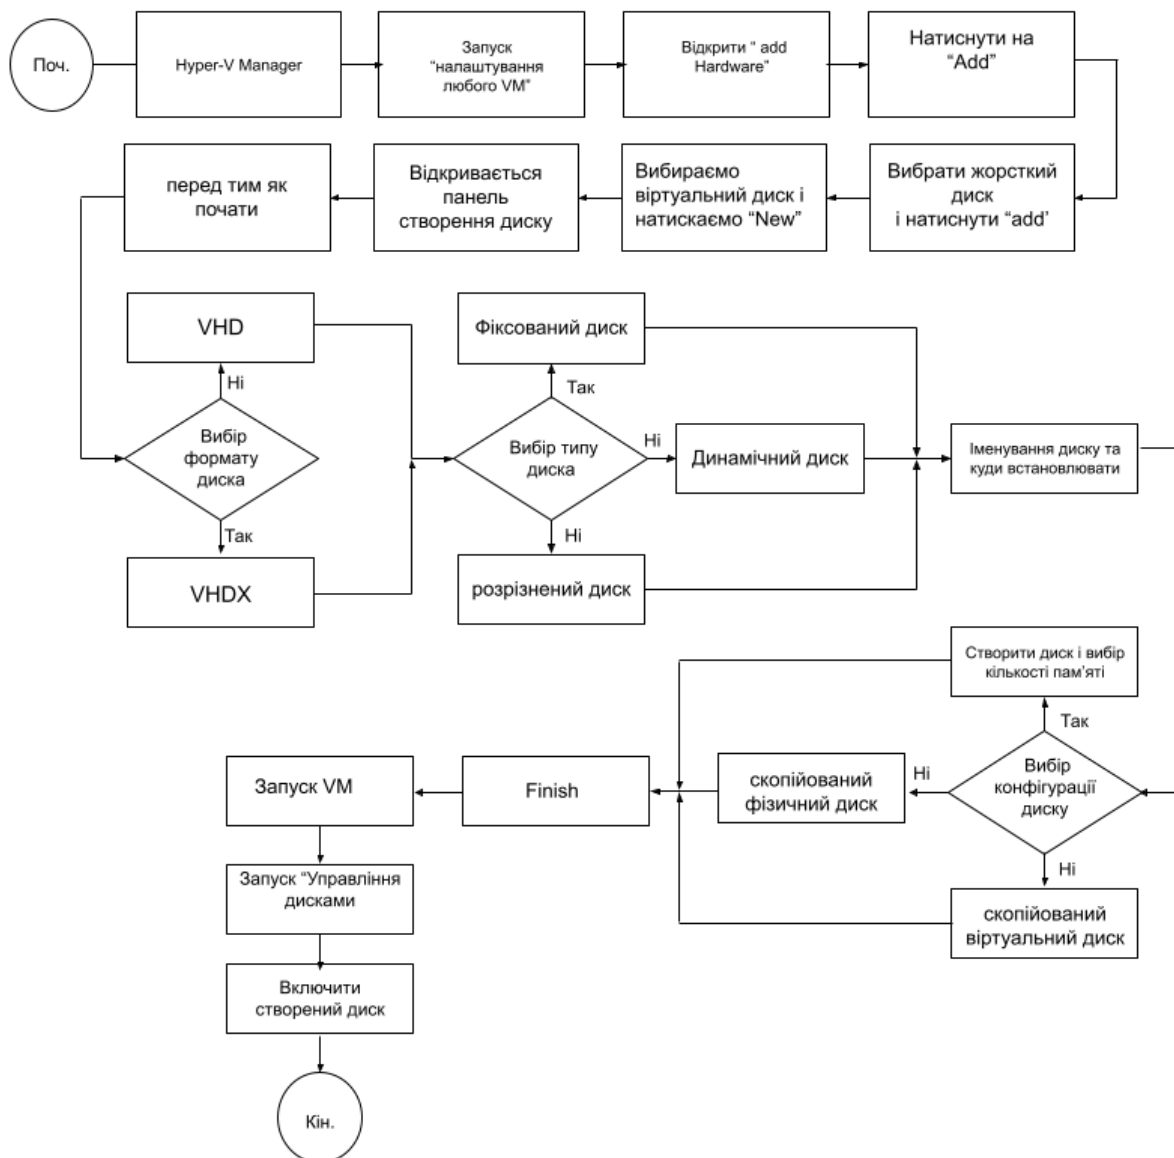 Поч.
Hyper-V Manager
Запуск
“налаштування
любого VM”
Відкрити “ add
Hardware”
Натиснути на
“Add”
Вибрати жорсткий
диск
і натиснути “add’
Вибираємо
віртуальний диск і
натискаємо “New”
Відкривається
панель
створення диску
перед тим як
почати
VHD
Ні
Вибір
формату
диска
Так
VHDX
Фіксований диск
Так
Вибір типу
диска
Ні
Динамічний диск
Ні
розрізнений диск
Іменування диску та
куди встановлювати
Створити диск і вибір
кількості пам’яті
Так
Вибір
конфігурації
диску
Ні
скопійований
фізичний диск
Ні
скопійований
віртуальний диск
Finish
Запуск VM
Запуск “Управління
дисками
Включити
створений диск
Кін.